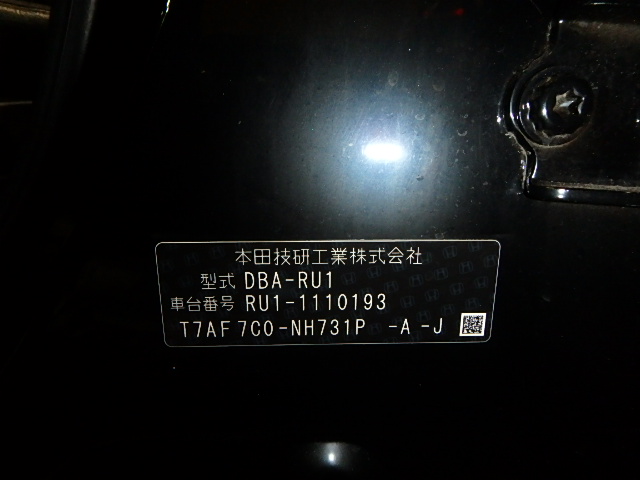 本田技研工業株式会社
型式 DBA-RU1
車台番号 RU1-1110193
T7AF 7C0-NH731P -A -J